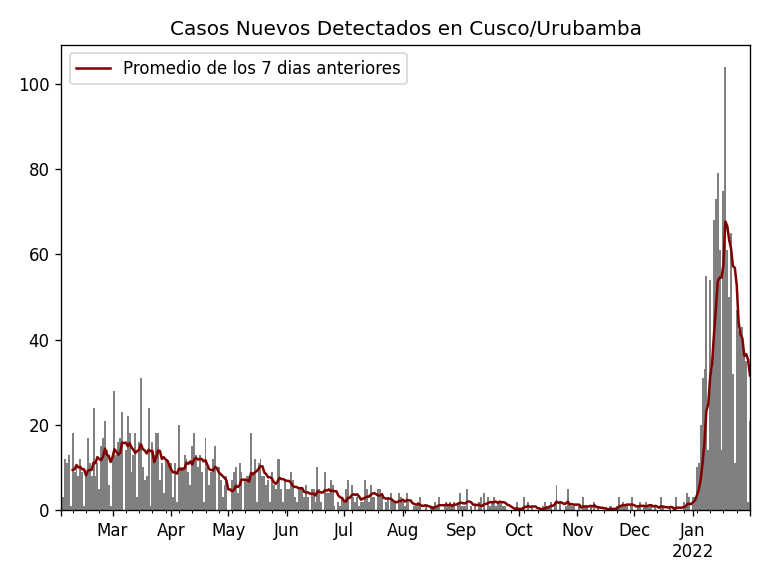 Casos Nuevos Detectados en Cusco/Urubamba
Promedio de los 7 dias anteriores
100
80
60
40
20
0
Mar Apr May Jun Jul Aug Sep Oct Nov Dec Jan
2022